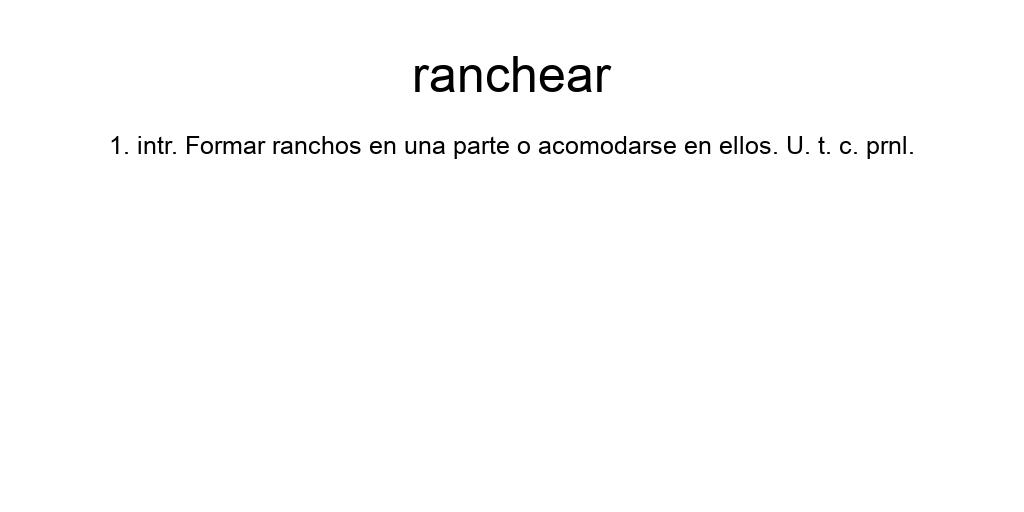 ranchear
1. intr. Formar ranchos en una parte o acomodarse en ellos. U. t. c. prnl.